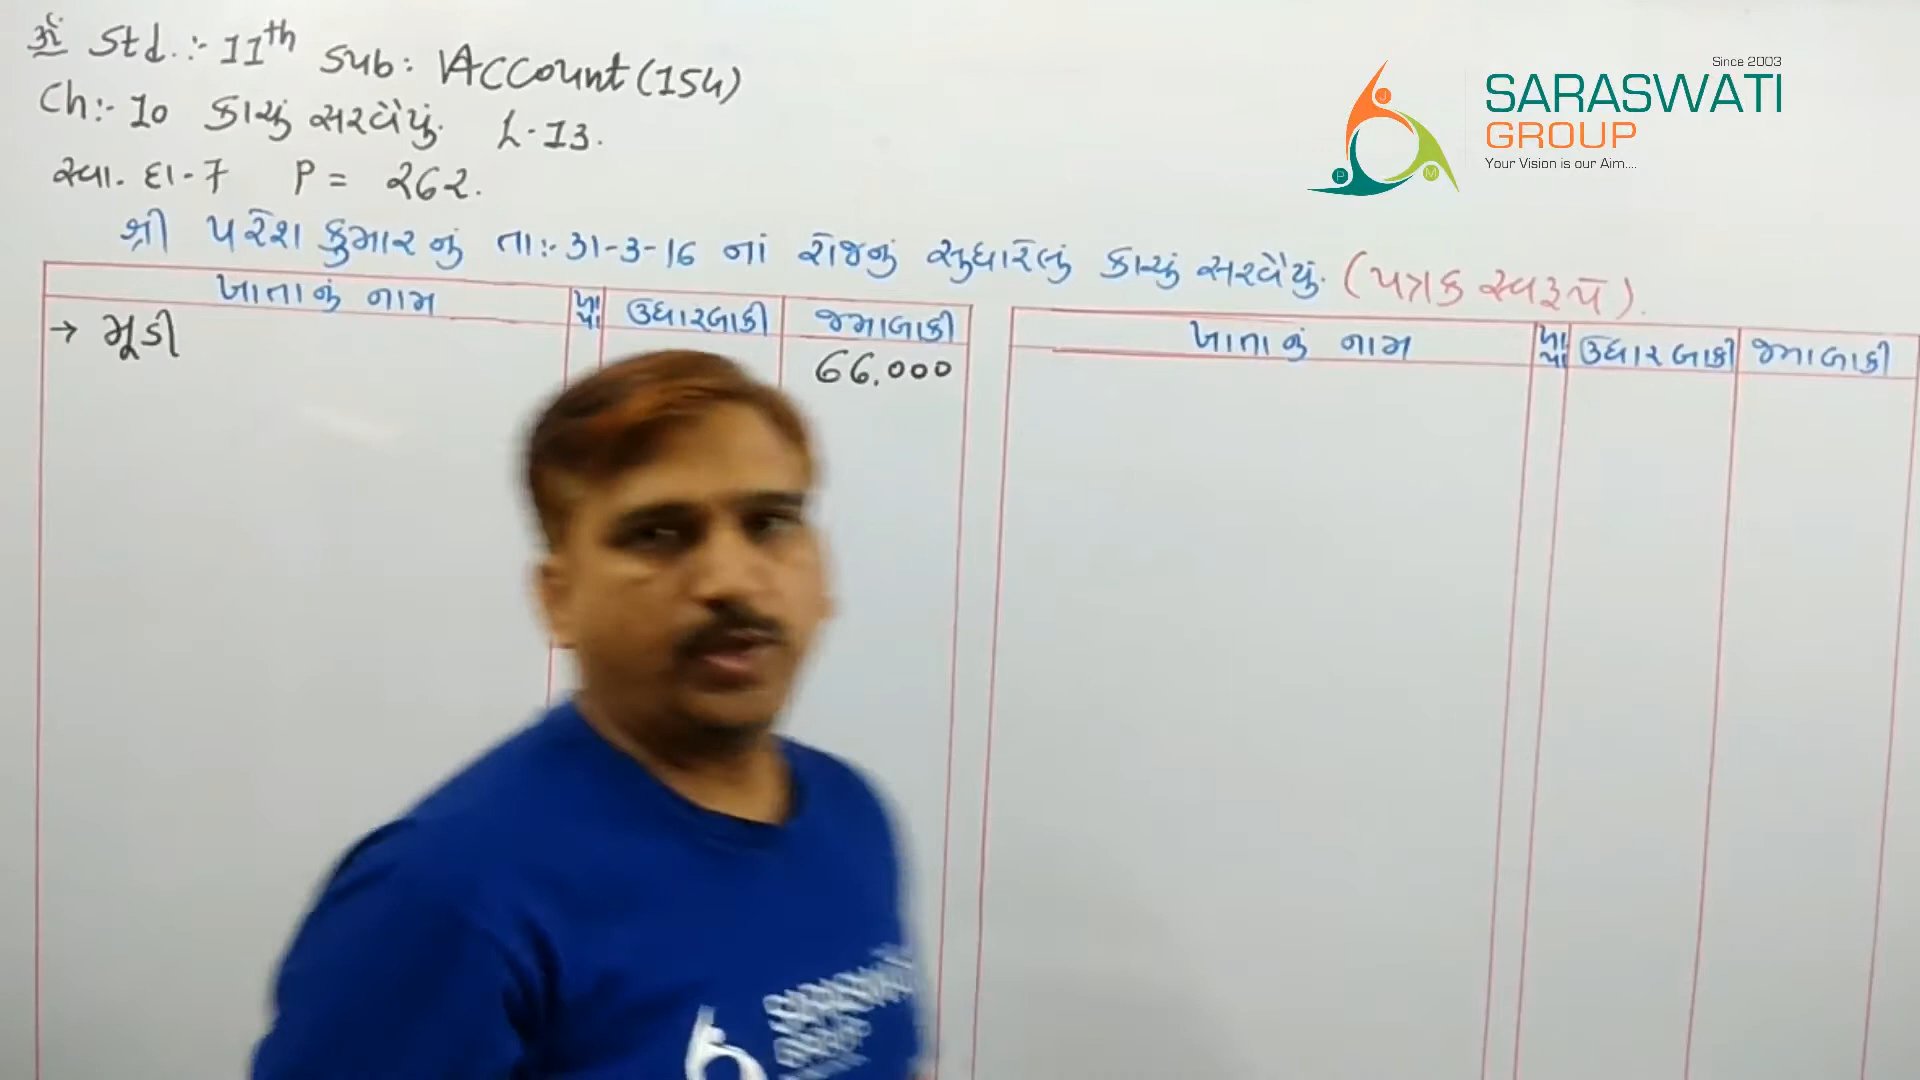 ૐ Std.:- 11th Sub: Account (154)
Ch:- 10 કાચું સરવૈયું. L-13.
સ્વા. દા-7 P = 262.
શ્રી પરેશકુમારનું તા:-31-3-16 નાં રોજનું સુધારેલું કાચું સરવૈયું. (પત્રક સ્વરૂપે).
ખાતાનું નામ ખા પા ઉધારબાકી જમાબાકી
→ મૂડી 66.000
ખાતાનું નામ ખા પા ઉધારબાકી જમાબાકી
Since 2003
SARASWATI
GROUP
Your Vision is our Aim....
J
P
M
SARASWATI
GROUP